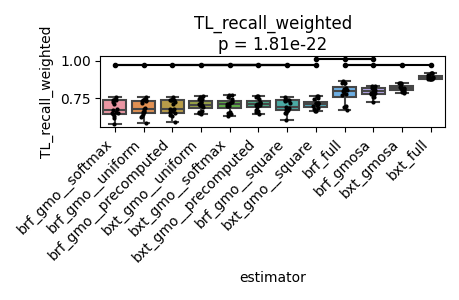 TL_recall_weighted
p = 1.81e-22
TL_recall_weighted
1.00
0.75
brf_gmo__softmax
brf_gmo__uniform
brf_gmo__precomputed
bxt_gmo__uniform
bxt_gmo__softmax
bxt_gmo__precomputed
brf_gmo__square
bxt_gmo__square
brf_full
brf_gmosa
bxt_gmosa
bxt_full
estimator